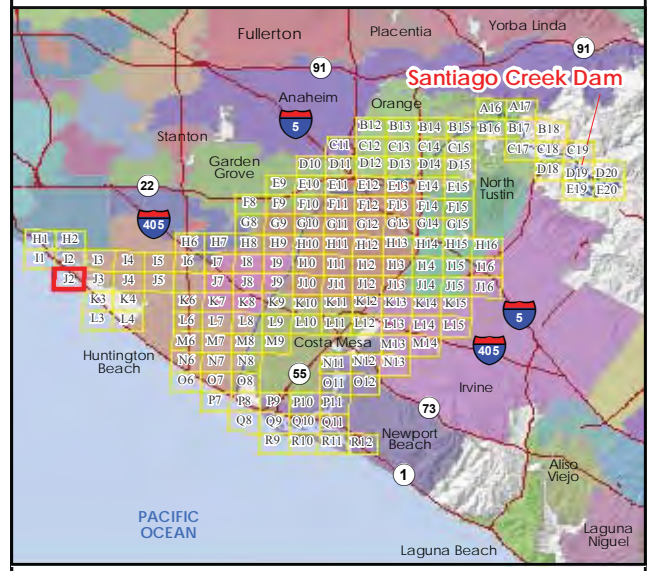 Fullerton
Placentia
Yorba Linda
91
91
Santiago Creek Dam
Anaheim
Orange
A16 A17
5
B12 B13 B14 B15 B16 B17 B18
Stanton
C11 C12 C13 C14 C15 C17 C18 C19
Garden
Grove
D10 D11 D12 D13 D14 D15 D18 D19 D20
22
E9 E10 E11 E12 E13 E14 E15 E19 E20
North
Tustin
F8 F9 F10 F11 F12 F13 F14 F15
405
G8 G9 G10 G11 G12 G13 G14 G15
H1 H2 H6 H7 H8 H9 H10 H11 H12 H13 H14 H15 H16
I1 I2 I3 I4 I5 I6 I7 I8 I9 I10 I11 I12 I13 I14 I15 I16
J2 J3 J4 J5 J7 J8 J9 J10 J11 J12 J13 J14 J15 J16
K3 K4 K6 K7 K8 K9 K10 K11 K12 K13 K14 K15
5
L3 L4 L6 L7 L8 L9 L10 L11 L12 L13 L14 L15
M6 M7 M8 M9 Costa Mesa M13 M14
405
Huntington
Beach
N6 N7 N8 N11 N12 N13
55
O6 O7 O8 O11 O12
Irvine
P7 P8 P9 P10 P11
73
Q8 Q9 Q10 Q11
Newport
Beach
R9 R10 R11 R12
1
Aliso
Viejo
PACIFIC
OCEAN
Laguna
Niguel
Laguna Beach